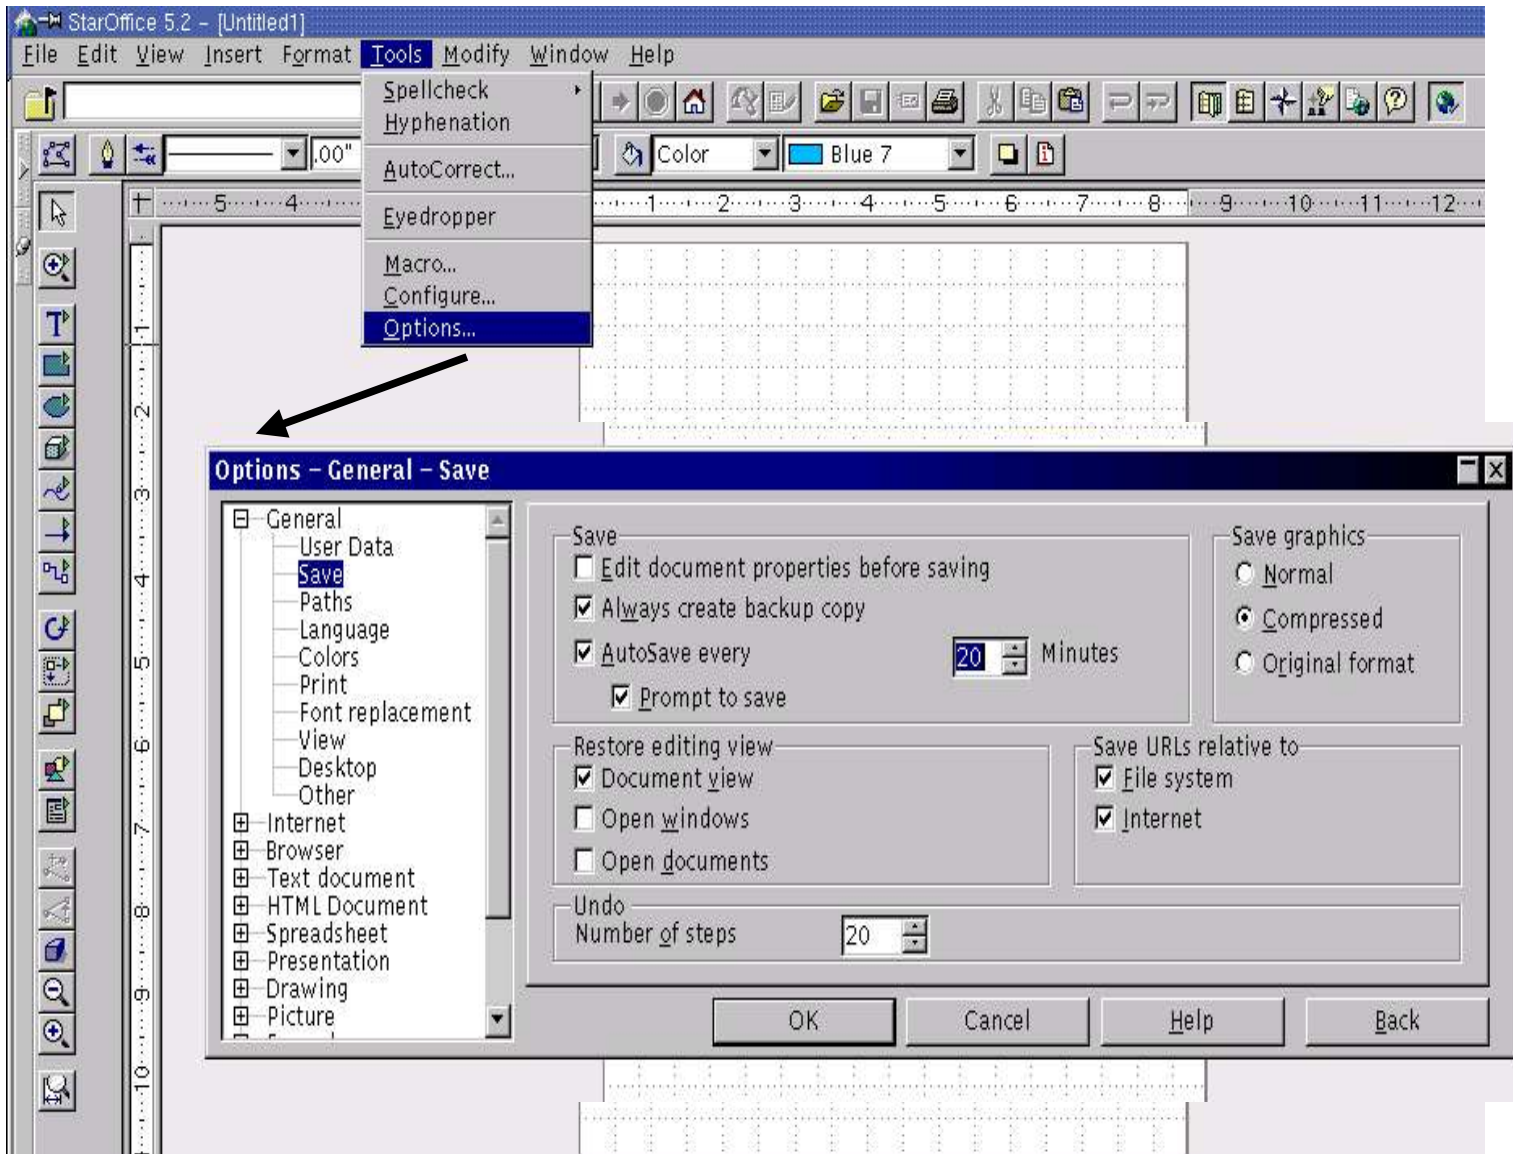 StarOffice 5.2 – [Untitled1]
File Edit View Insert Format Tools Modify Window Help
Spellcheck
Hyphenation
.00" Color Blue 7
AutoCorrect...
5 4 1 2 3 4 5 6 7 8 9 10 11 12
Eyedropper
Macro...
Configure...
Options...
1
2
3
4
5
6
7
8
9
10
Options – General – Save
General
User Data
Save
Paths
Language
Colors
Print
Font replacement
View
Desktop
Other
Internet
Browser
Text document
HTML Document
Spreadsheet
Presentation
Drawing
Picture
Save
Edit document properties before saving
Always create backup copy
AutoSave every 20 Minutes
Prompt to save
Save graphics
Normal
Compressed
Original format
Restore editing view
Document view
Open windows
Open documents
Save URLs relative to
File system
Internet
Undo
Number of steps 20
OK Cancel Help Back